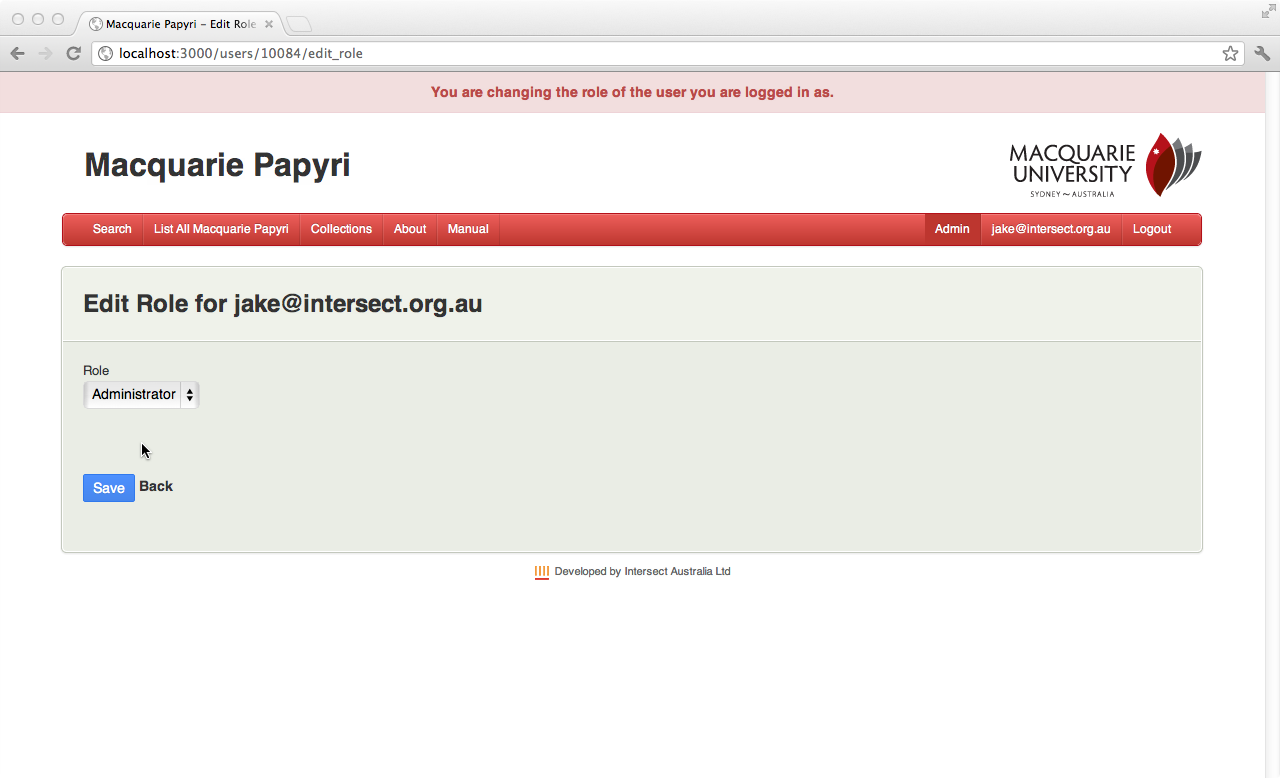 Macquarie Papyri – Edit Role
localhost:3000/users/10084/edit_role
You are changing the role of the user you are logged in as.
Macquarie Papyri
MACQUARIE
UNIVERSITY
SYDNEY ~ AUSTRALIA
Search List All Macquarie Papyri Collections About Manual Admin jake@intersect.org.au Logout
Edit Role for jake@intersect.org.au
Role
Administrator
Save Back
Developed by Intersect Australia Ltd